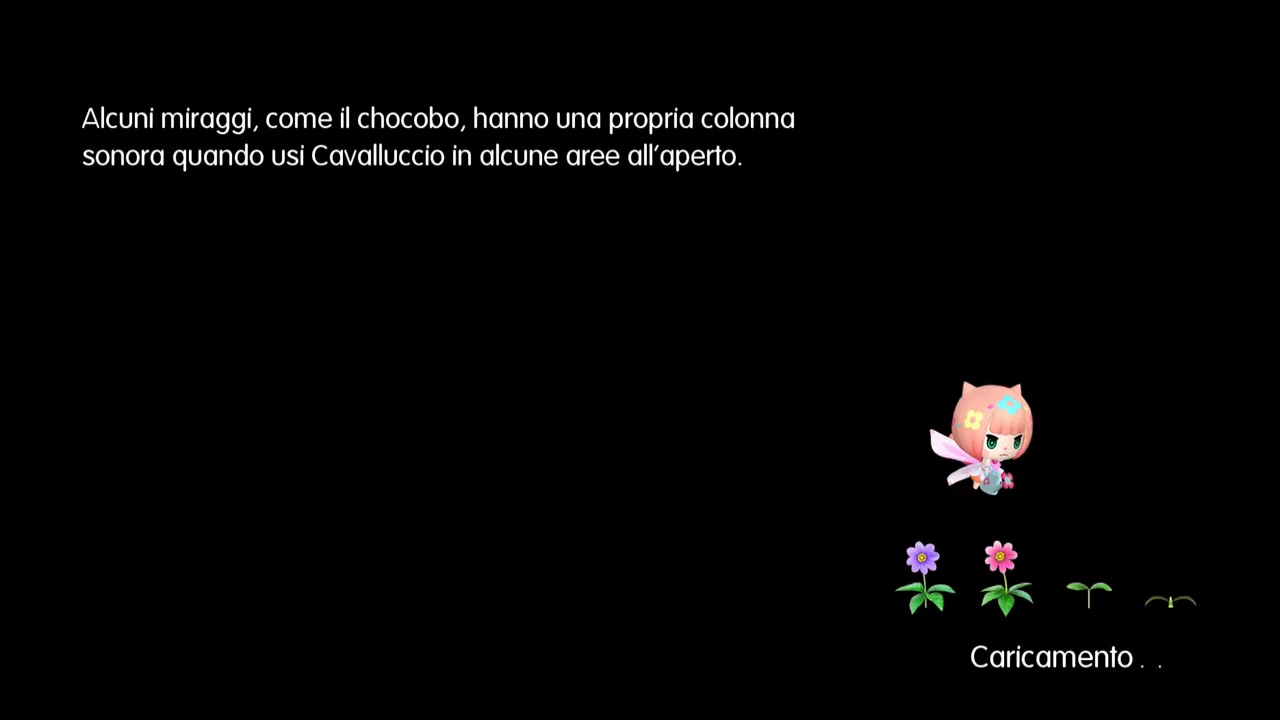 Alcuni miraggi, come il chocobo, hanno una propria colonna
sonora quando usi Cavalluccio in alcune aree all'aperto.
Caricamento . .